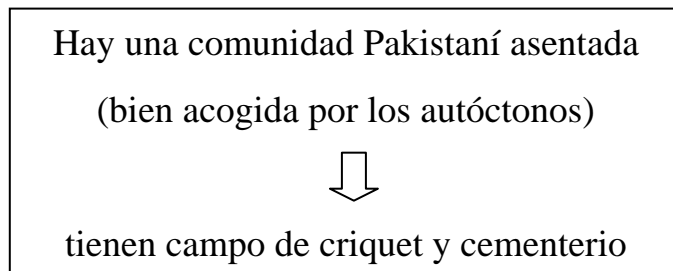 Hay una comunidad Pakistaní asentada
(bien acogida por los autóctonos)
tienen campo de criquet y cementerio